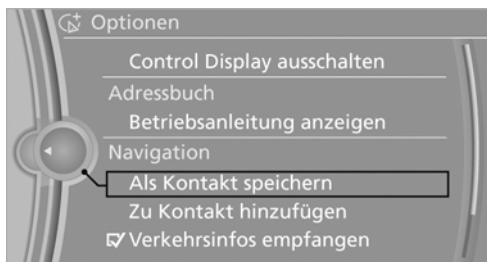 Optionen
Control Display ausschalten
Adressbuch
Betriebsanleitung anzeigen
Navigation
Als Kontakt speichern
Zu Kontakt hinzufügen
Verkehrsinfos empfangen